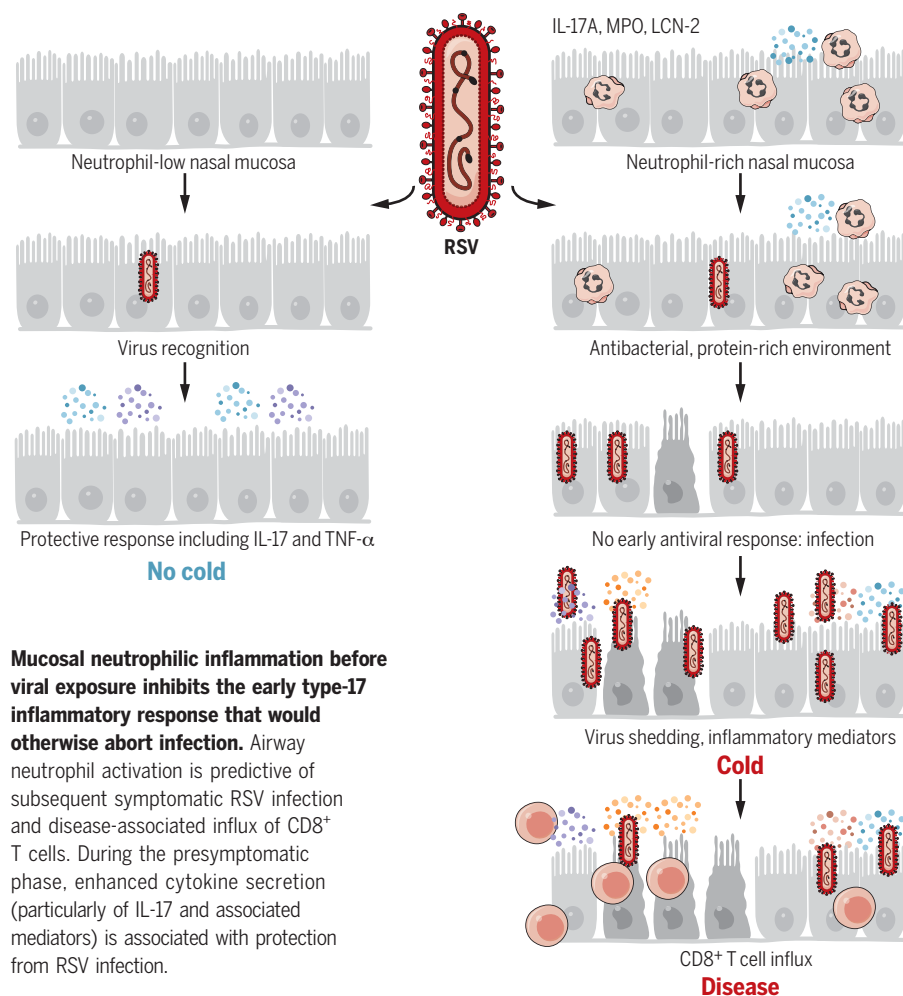 Neutrophil-low nasal mucosa
Virus recognition
Protective response including IL-17 and TNF-α
No cold
RSV
IL-17A, MPO, LCN-2
Neutrophil-rich nasal mucosa
Antibacterial, protein-rich environment
No early antiviral response: infection
Virus shedding, inflammatory mediators
Cold
CD8⁺ T cell influx
Disease
Mucosal neutrophilic inflammation before
viral exposure inhibits the early type-17
inflammatory response that would
otherwise abort infection. Airway
neutrophil activation is predictive of
subsequent symptomatic RSV infection
and disease-associated influx of CD8⁺
T cells. During the presymptomatic
phase, enhanced cytokine secretion
(particularly of IL-17 and associated
mediators) is associated with protection
from RSV infection.